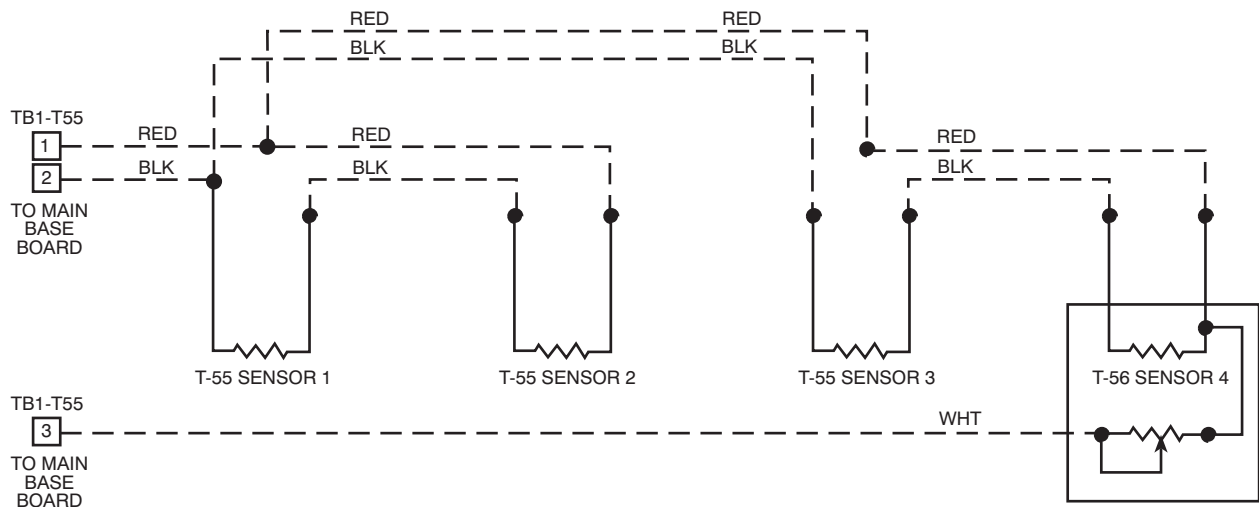 RED
RED
BLK
BLK
TB1-T55
1
RED
RED
RED
2
BLK
BLK
BLK
TO MAIN
BASE
BOARD
T-55 SENSOR 1
T-55 SENSOR 2
T-55 SENSOR 3
T-56 SENSOR 4
TB1-T55
3
WHT
TO MAIN
BASE
BOARD